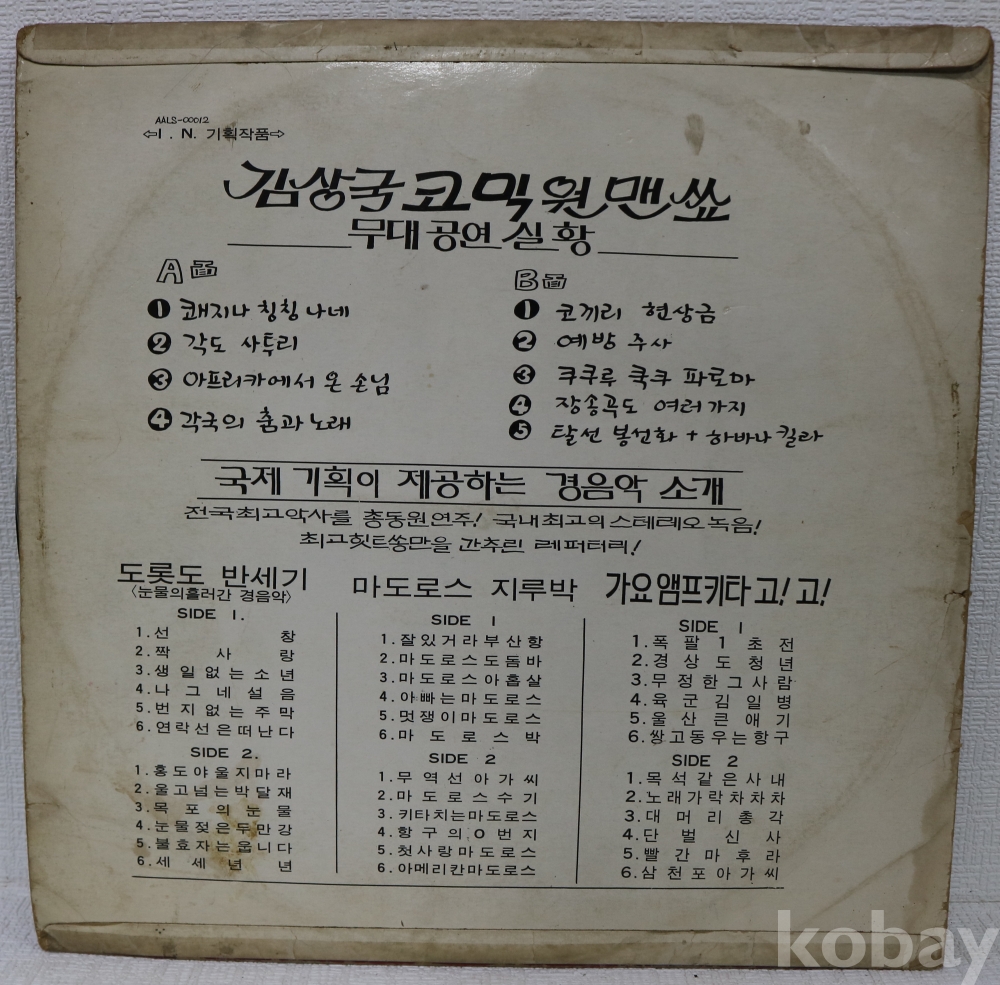 AALS-00012
⇦I . N. 기획작품⇨
김상국 코믹 원맨쑈
무대 공연 실황
A面
❶ 쾌지나 칭칭 나네
❷ 각도 사투리
❸ 아프리카에서 온 손님
❹ 각국의 춤과 노래
B面
❶ 코끼리 현상금
❷ 예방 주사
❸ 쿠쿠루 쿡쿠 파로마
❹ 장송곡도 여러가지
❺ 탈선 봉선화 + 하바나 킬라
국제 기획이 제공하는 경음악 소개
전국최고악사를 총동원연주! 국내최고의 스테레오 녹음!
최고힛트쏭만을 간추린 레퍼터리!
도롯도 반세기
〈눈물의흘러간 경음악〉
SIDE 1.
1.선창
2.짝사랑
3.생일없는소년
4.나그네설음
5.번지없는주막
6.연락선은떠난다
SIDE 2.
1.홍도야울지마라
2.울고넘는박달재
3.목포의눈물
4.눈물젖은두만강
5.불효자는웁니다
6.세세년년
마도로스 지루박
SIDE 1
1.잘있거라부산항
2.마도로스도돔바
3.마도로스아홉살
4.아빠는마도로스
5.멋쟁이마도로스
6.마도로스박
SIDE 2
1.무역선아가씨
2.마도로스수기
3.키타치는마도로스
4.항구의O번지
5.첫사랑마도로스
6.아메리칸마도로스
가요앰프키타고!고!
SIDE 1
1.폭팔1초전
2.경상도청년
3.무정한그사람
4.육군김일병
5.울산큰애기
6.쌍고동우는항구
SIDE 2
1.목석같은사내
2.노래가락차차차
3.대머리총각
4.단벌신사
5.빨간마후라
6.삼천포아가씨
kobay